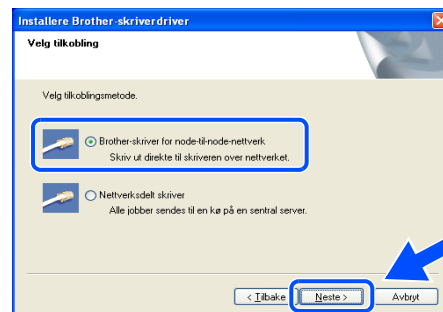 Installere Brother-skriverdriver
Velg tilkobling
Velg tilkoblingsmetode.
Brother-skriver for node-til-node-nettverk
Skriv ut direkte til skriveren over nettverket.
Nettverksdelt skriver
Alle jobber sendes til en kø på en sentral server.
< Tilbake Neste > Avbryt